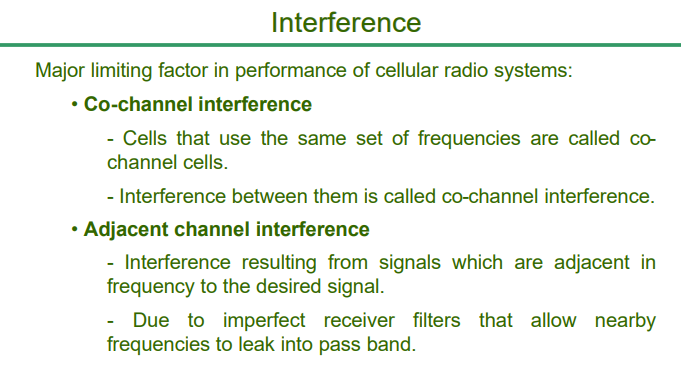 Interference
Major limiting factor in performance of cellular radio systems:
• Co-channel interference
- Cells that use the same set of frequencies are called co-
channel cells.
- Interference between them is called co-channel interference.
• Adjacent channel interference
- Interference resulting from signals which are adjacent in
frequency to the desired signal.
- Due to imperfect receiver filters that allow nearby
frequencies to leak into pass band.